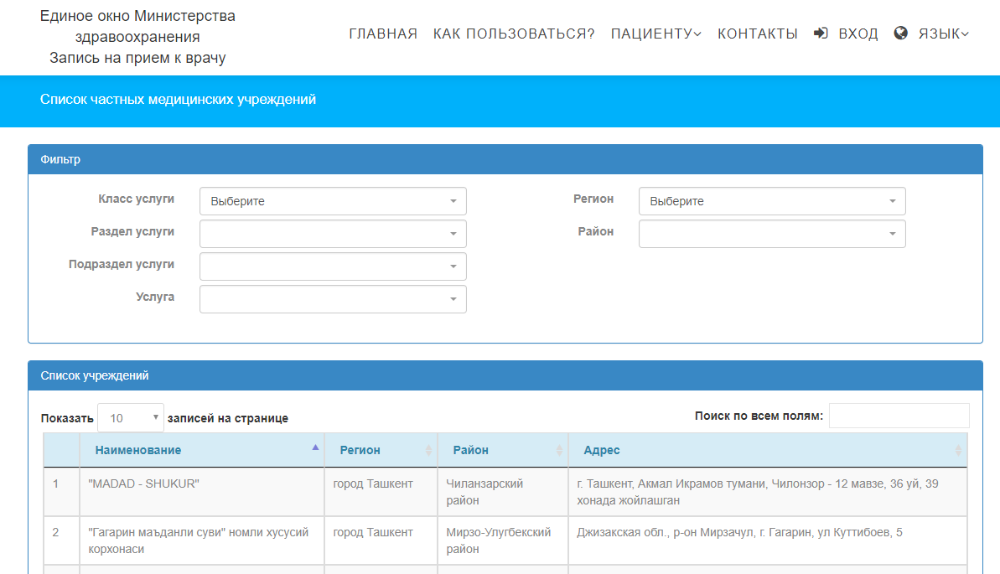 Единое окно Министерства
здравоохранения
Запись на прием к врачу
ГЛАВНАЯ КАК ПОЛЬЗОВАТЬСЯ? ПАЦИЕНТУ КОНТАКТЫ ВХОД ЯЗЫК
Список частных медицинских учреждений
Фильтр
Класс услуги Выберите Регион Выберите
Раздел услуги Район
Подраздел услуги
Услуга
Список учреждений
Показать 10 записей на странице Поиск по всем полям:
Наименование Регион Район Адрес
1 "MADAD - SHUKUR" город Ташкент Чиланзарский г. Ташкент, Акмал Икрамов тумани, Чилонзор - 12 мавзе, 36 уй, 39
район хонада жойлашган
2 "Гагарин маъданли суви" номли хусусий город Ташкент Мирзо-Улугбекский Джизакская обл., р-он Мирзачул, г. Гагарин, ул Куттибоев, 5
корхонаси район